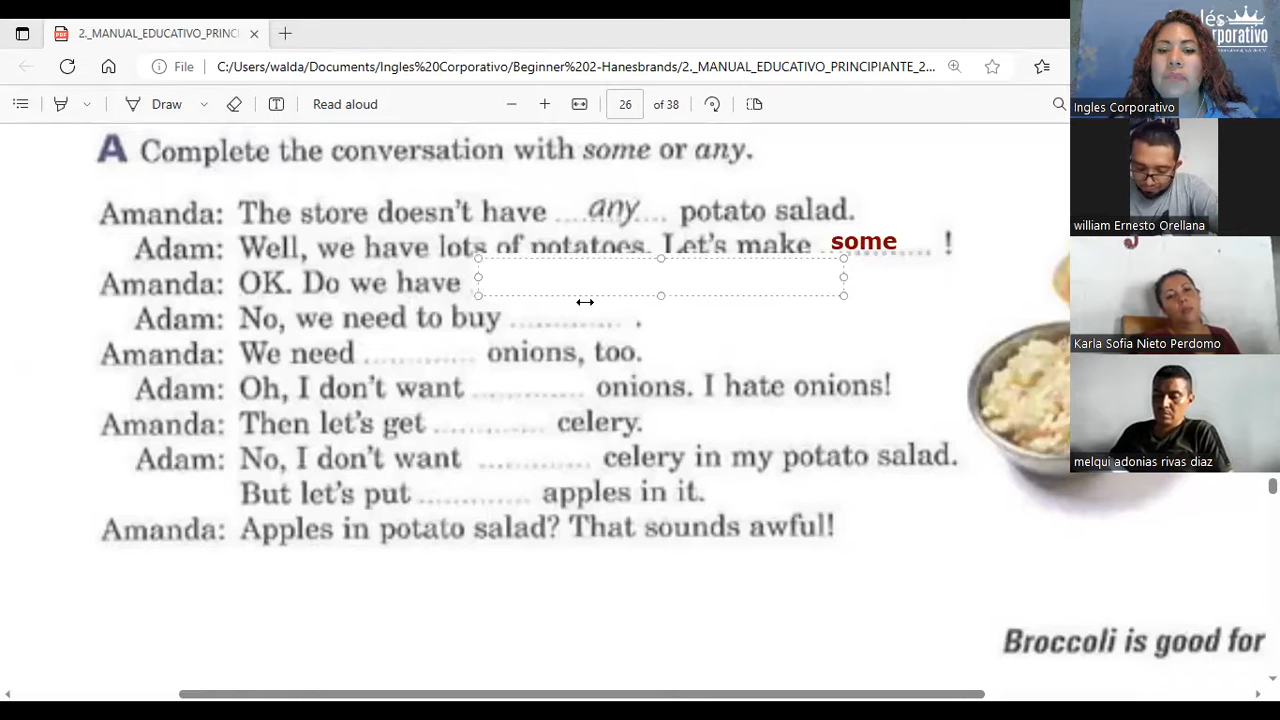 2._MANUAL_EDUCATIVO_PRINCI
File
C:/Users/walda/Documents/Ingles%20Corporativo/Beginner%202-Hanesbrands/2._MANUAL_EDUCATIVO_PRINCIPIANTE_2...
Draw
Read aloud
26
of 38
A Complete the conversation with some or any.
Amanda: The store doesn't have ....any.... potato salad.
Adam: Well, we have lots of potatoes. Let's make some !
Amanda: OK. Do we have
Adam: No, we need to buy ............ .
Amanda: We need ............ onions, too.
Adam: Oh, I don't want ............ onions. I hate onions!
Amanda: Then let's get ............ celery.
Adam: No, I don't want ............ celery in my potato salad.
But let's put ............ apples in it.
Amanda: Apples in potato salad? That sounds awful!
Broccoli is good for
Ingles Corporativo
william Ernesto Orellana
Karla Sofia Nieto Perdomo
melqui adonias rivas diaz